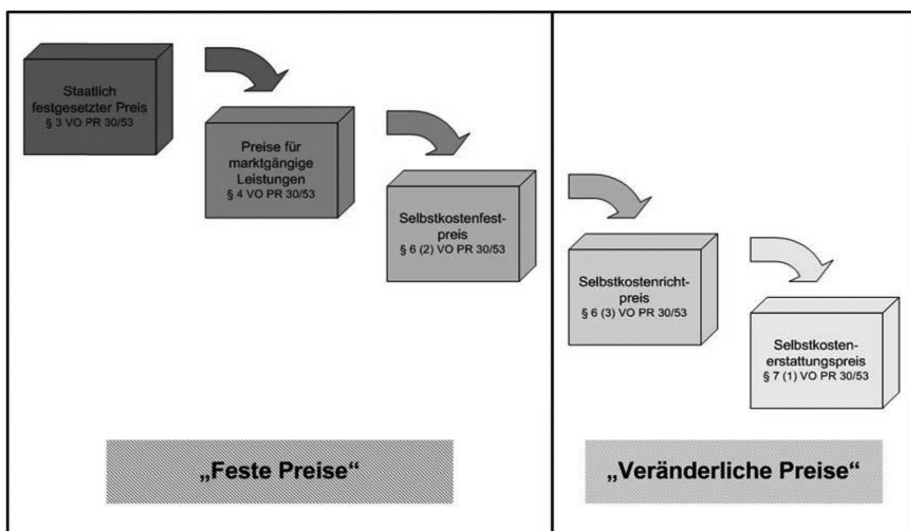 Staatlich
festgesetzter Preis
§ 3 VO PR 30/53
Preise für
marktgängige
Leistungen
§ 4 VO PR 30/53
Selbstkostenfest-
preis
§ 6 (2) VO PR 30/53
Selbstkostenricht-
preis
§ 6 (3) VO PR 30/53
Selbstkosten-
erstattungspreis
§ 7 (1) VO PR 30/53
„Feste Preise“
„Veränderliche Preise“